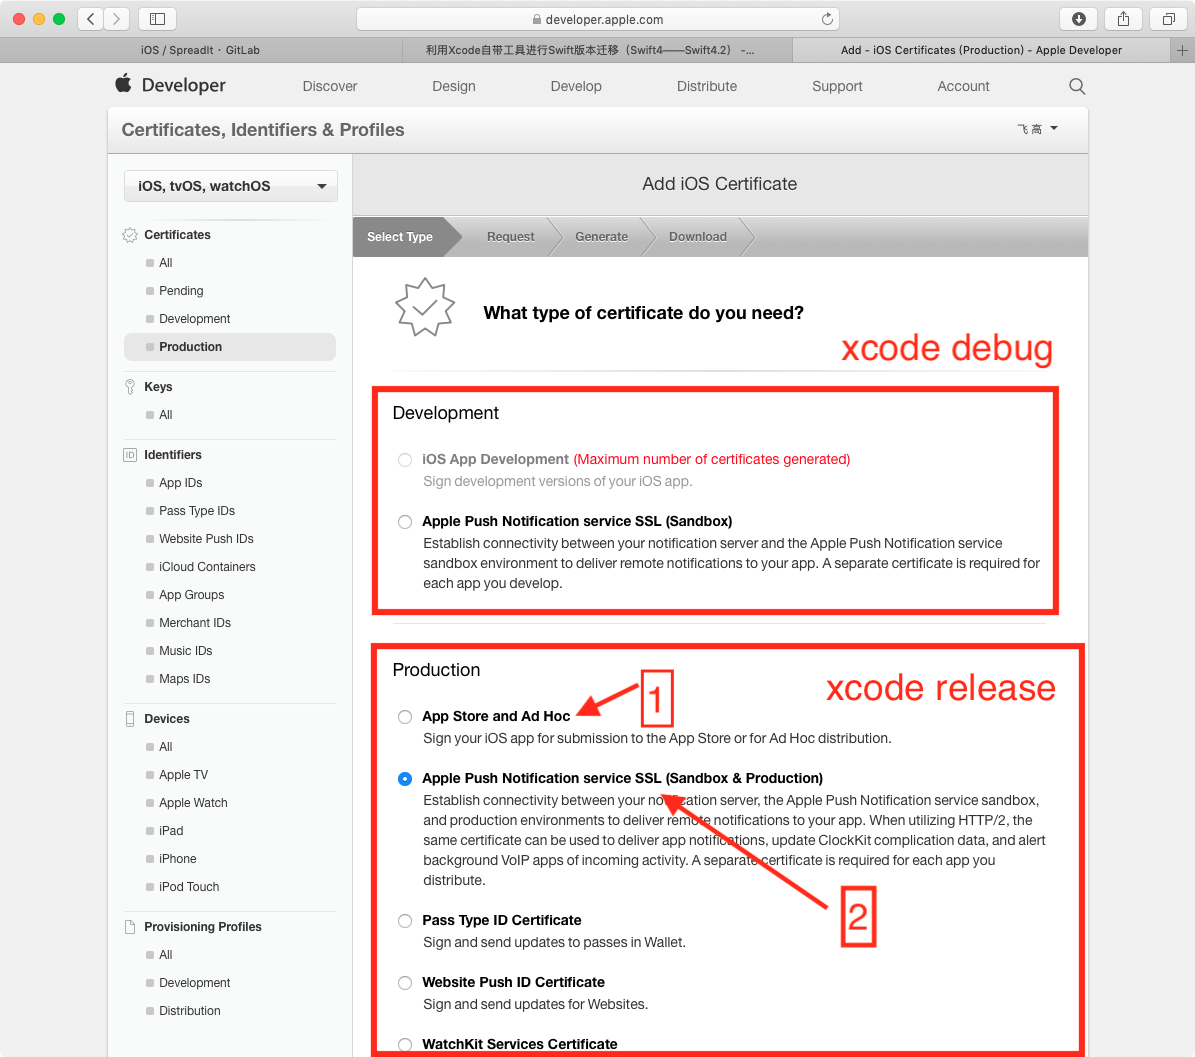 developer.apple.com
iOS / SpreadIt · GitLab
利用Xcode自带工具进行Swift版本迁移（Swift4——Swift4.2） -...
Add - iOS Certificates (Production) - Apple Developer
Developer
Discover
Design
Develop
Distribute
Support
Account
Certificates, Identifiers & Profiles
飞 高
iOS, tvOS, watchOS
Certificates
All
Pending
Development
Production
Keys
All
ID
Identifiers
App IDs
Pass Type IDs
Website Push IDs
iCloud Containers
App Groups
Merchant IDs
Music IDs
Maps IDs
Devices
All
Apple TV
Apple Watch
iPad
iPhone
iPod Touch
Provisioning Profiles
All
Development
Distribution
Add iOS Certificate
Select Type
Request
Generate
Download
What type of certificate do you need?
xcode debug
Development
iOS App Development (Maximum number of certificates generated)
Sign development versions of your iOS app.
Apple Push Notification service SSL (Sandbox)
Establish connectivity between your notification server and the Apple Push Notification service
sandbox environment to deliver remote notifications to your app. A separate certificate is required for
each app you develop.
Production
xcode release
1
App Store and Ad Hoc
Sign your iOS app for submission to the App Store or for Ad Hoc distribution.
Apple Push Notification service SSL (Sandbox & Production)
Establish connectivity between your notification server, the Apple Push Notification service sandbox,
and production environments to deliver remote notifications to your app. When utilizing HTTP/2, the
same certificate can be used to deliver app notifications, update ClockKit complication data, and alert
background VoIP apps of incoming activity. A separate certificate is required for each app you
distribute.
2
Pass Type ID Certificate
Sign and send updates to passes in Wallet.
Website Push ID Certificate
Sign and send updates for Websites.
WatchKit Services Certificate